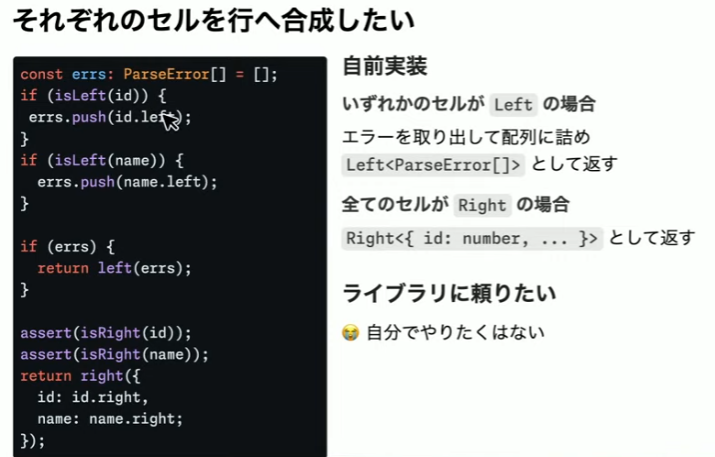 それぞれのセルを行へ合成したい
const errs: ParseError[] = [];
if (isLeft(id)) {
 errs.push(id.left);
}
if (isLeft(name)) {
  errs.push(name.left);
}
if (errs) {
  return left(errs);
}
assert(isRight(id));
assert(isRight(name));
return right({
  id: id.right,
  name: name.right;
});
自前実装
いずれかのセルが Left の場合
エラーを取り出して配列に詰め
Left<ParseError[]> として返す
全てのセルが Right の場合
Right<{ id: number, ... }> として返す
ライブラリに頼りたい
😭 自分でやりたくはない